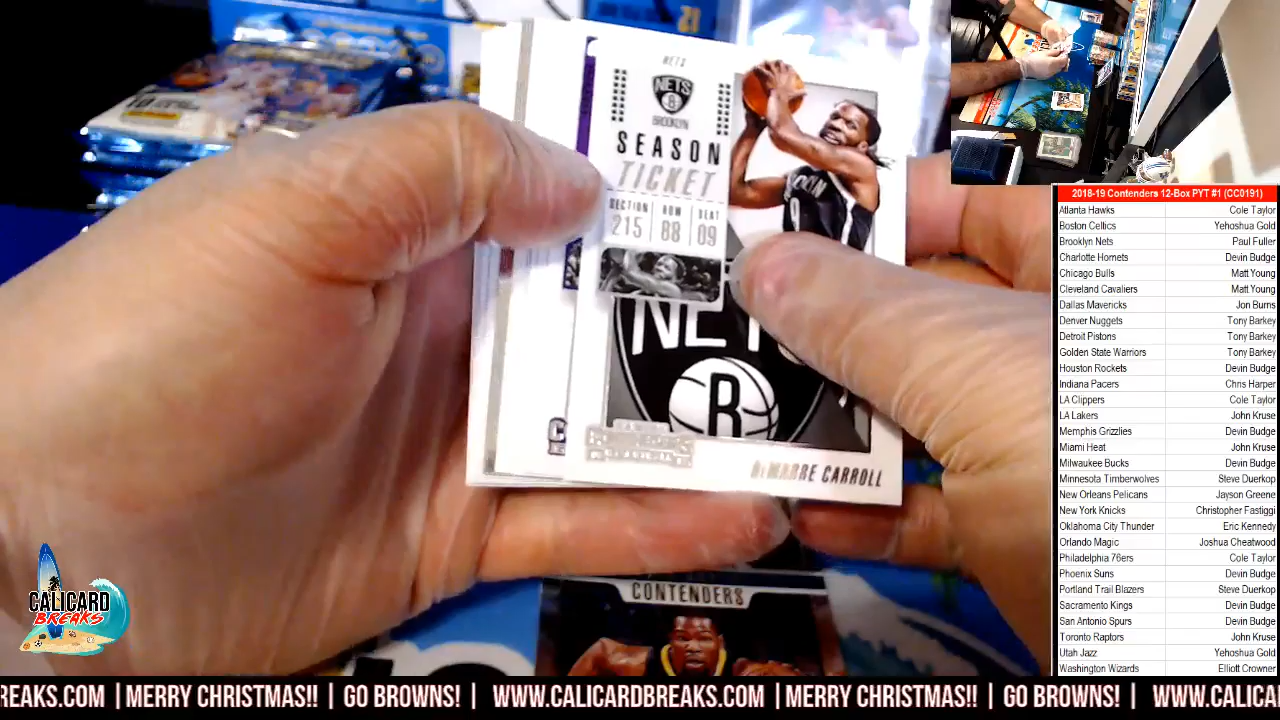 NETS
NETS
B
BROOKLYN
SEASON
TICKET
SECTION ROW SEAT
215 88 09
NETS
B
DEMARRE CARROLL
CONTENDERS
CALICARD
BREAKS
2018-19 Contenders 12-Box PYT #1 (CC0191)
Atlanta Hawks Cole Taylor
Boston Celtics Yehoshua Gold
Brooklyn Nets Paul Fuller
Charlotte Hornets Devin Budge
Chicago Bulls Matt Young
Cleveland Cavaliers Matt Young
Dallas Mavericks Jon Burns
Denver Nuggets Tony Barkey
Detroit Pistons Tony Barkey
Golden State Warriors Tony Barkey
Houston Rockets Devin Budge
Indiana Pacers Chris Harper
LA Clippers Cole Taylor
LA Lakers John Kruse
Memphis Grizzlies Devin Budge
Miami Heat John Kruse
Milwaukee Bucks Devin Budge
Minnesota Timberwolves Steve Duerkop
New Orleans Pelicans Jayson Greene
New York Knicks Christopher Fastiggi
Oklahoma City Thunder Eric Kennedy
Orlando Magic Joshua Cheatwood
Philadelphia 76ers Cole Taylor
Phoenix Suns Devin Budge
Portland Trail Blazers Steve Duerkop
Sacramento Kings Devin Budge
San Antonio Spurs Devin Budge
Toronto Raptors John Kruse
Utah Jazz Yehoshua Gold
Washington Wizards Elliott Crowner
REAKS.COM | MERRY CHRISTMAS!! | GO BROWNS! | WWW.CALICARDBREAKS.COM | MERRY CHRISTMAS!! | GO BROWNS! | WWW.CALICA